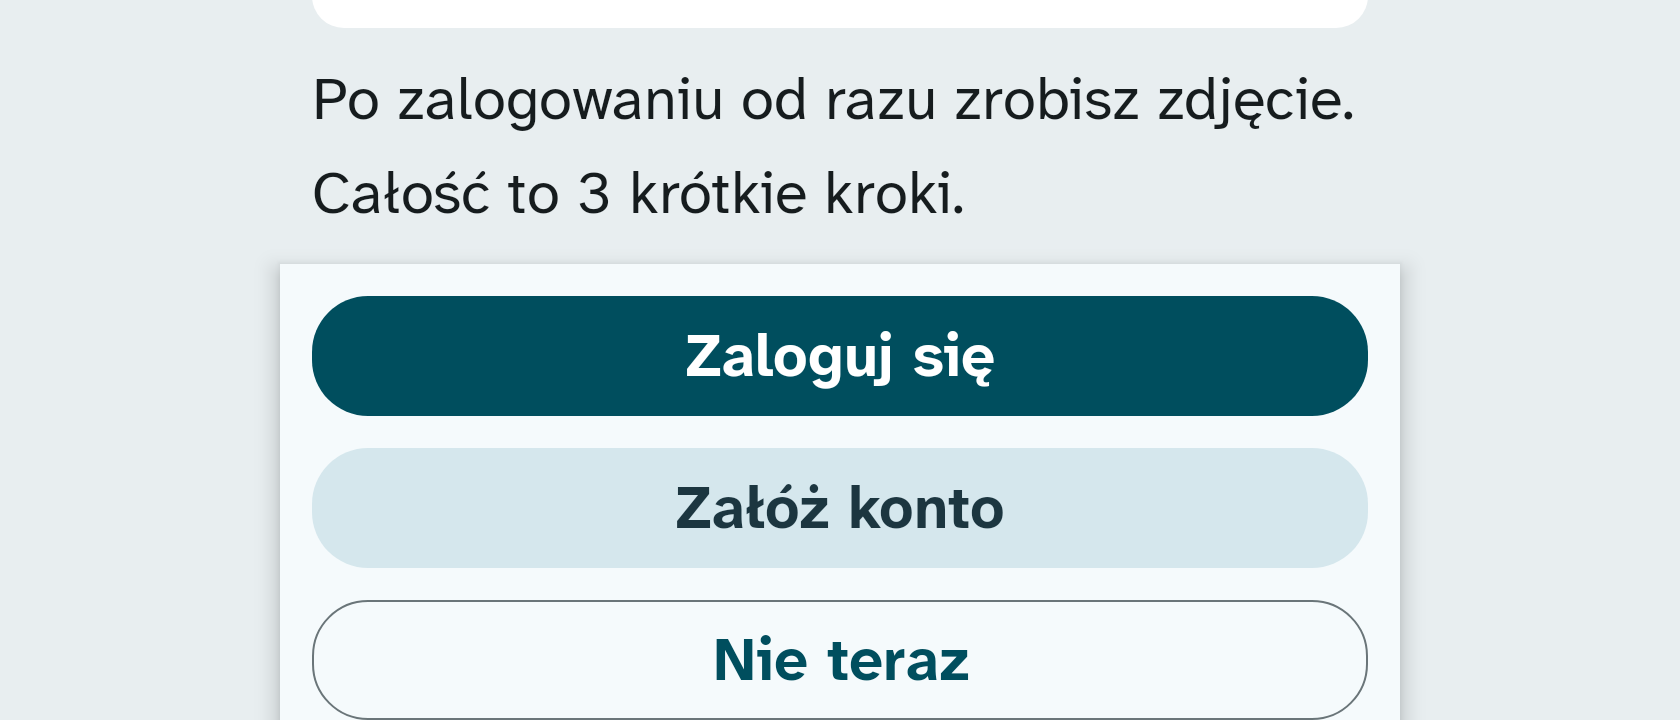 Po zalogowaniu od razu zrobisz zdjęcie.
Całość to 3 krótkie kroki.
Zaloguj się
Załóż konto
Nie teraz